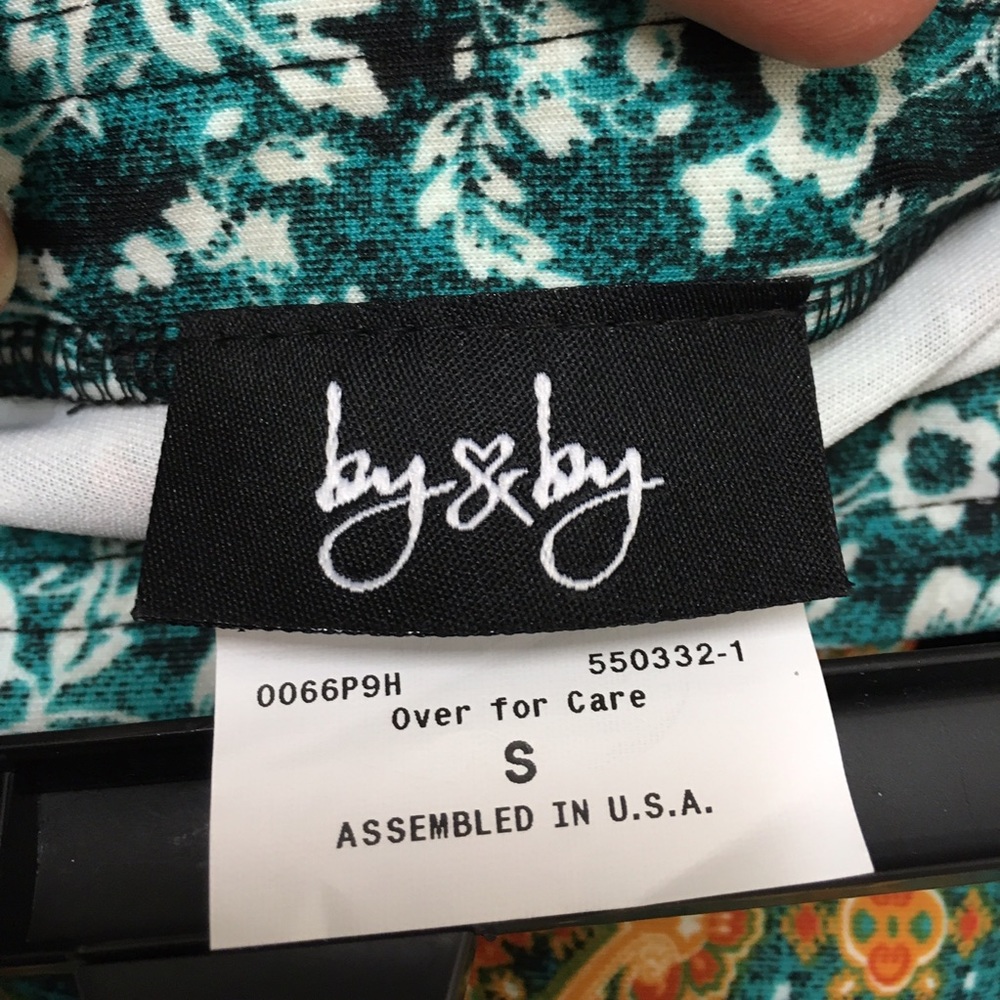 by & by
0066P9H 550332-1
Over for Care
S
ASSEMBLED IN U.S.A.